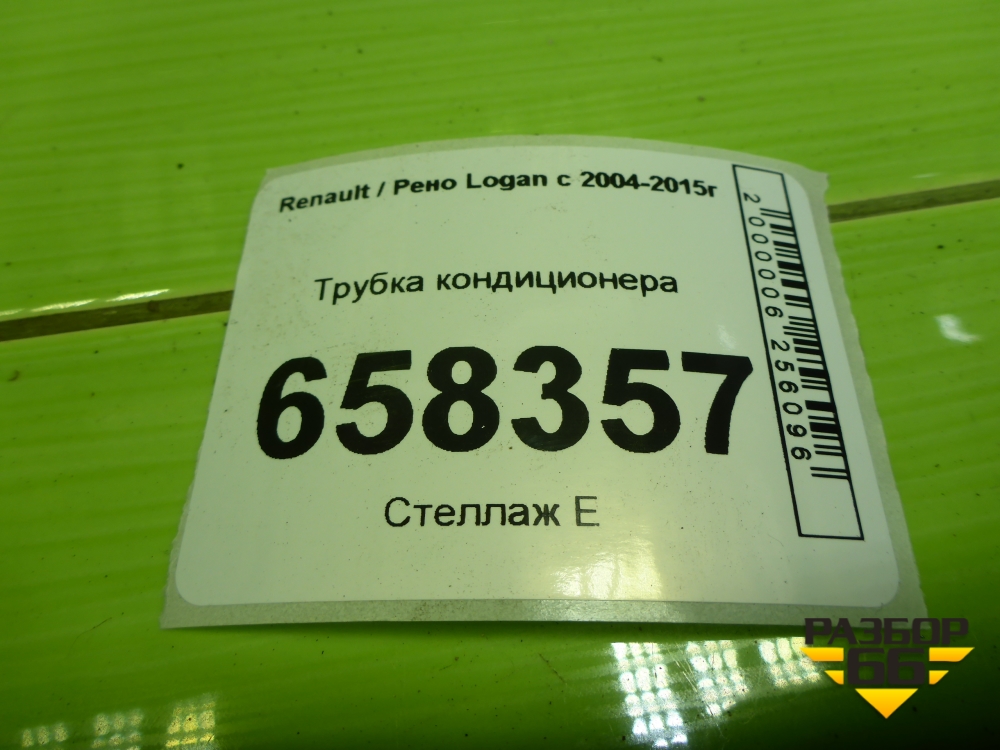 Renault / Рено Logan с 2004-2015г
Трубка кондиционера
658357
Стеллаж Е
2000006256096
РАЗБОР
66